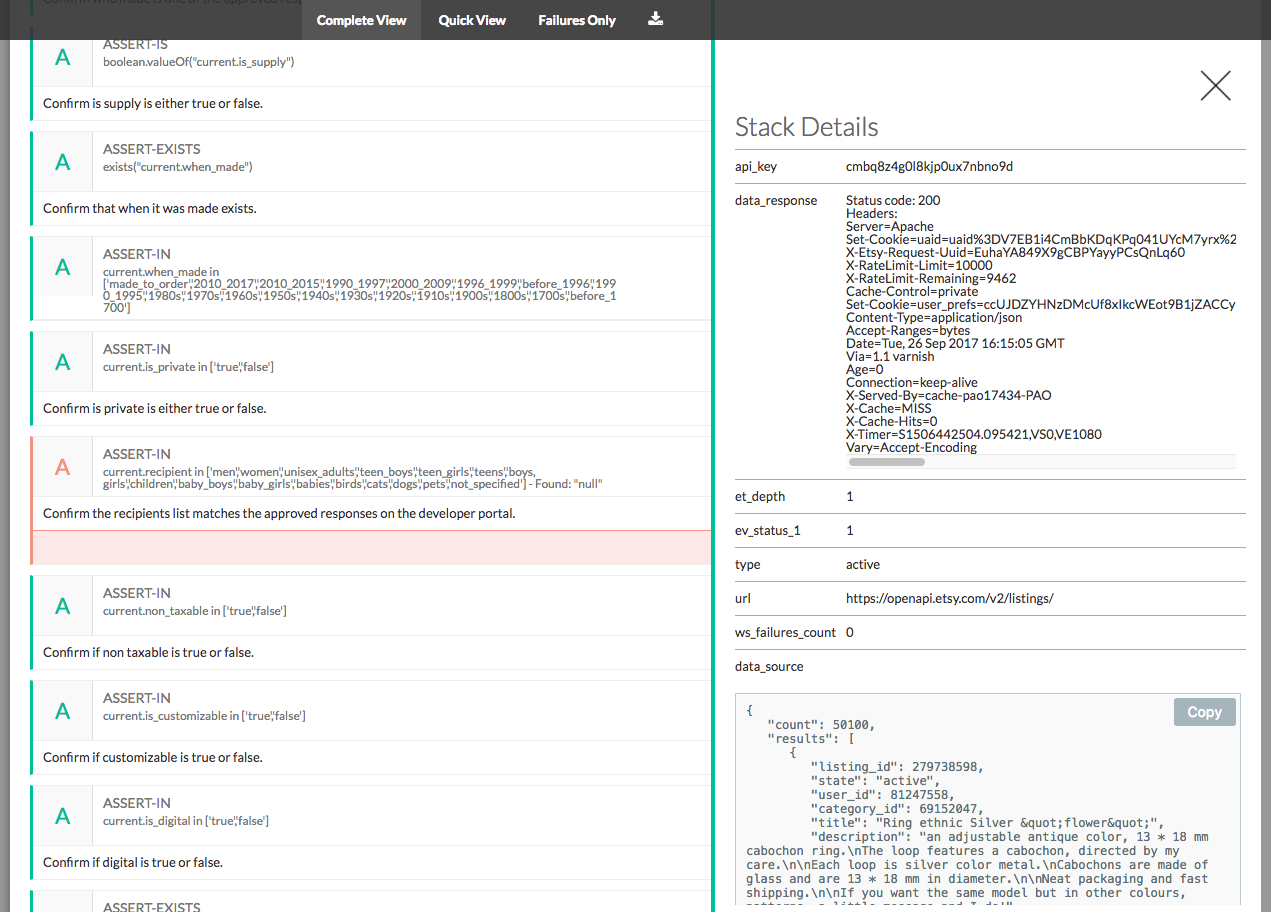 Complete View
Quick View
Failures Only
A
ASSERT-IS
boolean.valueOf("current.is_supply")
Confirm is supply is either true or false.
A
ASSERT-EXISTS
exists("current.when_made")
Confirm that when it was made exists.
A
ASSERT-IN
current.when_made in
['made_to_order','2010_2017','2010_2015','1990_1997','2000_2009','1996_1999','before_1996','199
0_1995','1980s','1970s','1960s','1950s','1940s','1930s','1920s','1910s','1900s','1800s','1700s','before_1
700']
A
ASSERT-IN
current.is_private in ['true','false']
Confirm is private is either true or false.
A
ASSERT-IN
current.recipient in ['men','women','unisex_adults','teen_boys','teen_girls','teens','boys,
girls','children','baby_boys','baby_girls','babies','birds','cats','dogs','pets','not_specified'] - Found: "null"
Confirm the recipients list matches the approved responses on the developer portal.
A
ASSERT-IN
current.non_taxable in ['true','false']
Confirm if non taxable is true or false.
A
ASSERT-IN
current.is_customizable in ['true','false']
Confirm if customizable is true or false.
A
ASSERT-IN
current.is_digital in ['true','false']
Confirm if digital is true or false.
ASSERT-EXISTS
Stack Details
api_key cmbq8z4g0l8kjp0ux7nbno9d
data_response Status code: 200
Headers:
Server=Apache
Set-Cookie=uaid=uaid%3DV7EB1i4CmBbKDqKPq041UYcM7yrx%2
X-Etsy-Request-Uuid=EuhaYA849X9gCBPYayyPCsQnLq60
X-RateLimit-Limit=10000
X-RateLimit-Remaining=9462
Cache-Control=private
Set-Cookie=user_prefs=ccUJDZYHNzDMcUf8xIkcWEot9B1jZACCy
Content-Type=application/json
Accept-Ranges=bytes
Date=Tue, 26 Sep 2017 16:15:05 GMT
Via=1.1 varnish
Age=0
Connection=keep-alive
X-Served-By=cache-pao17434-PAO
X-Cache=MISS
X-Cache-Hits=0
X-Timer=S1506442504.095421,VS0,VE1080
Vary=Accept-Encoding
et_depth 1
ev_status_1 1
type active
url https://openapi.etsy.com/v2/listings/
ws_failures_count 0
data_source
Copy
{
"count": 50100,
"results": [
{
"listing_id": 279738598,
"state": "active",
"user_id": 81247558,
"category_id": 69152047,
"title": "Ring ethnic Silver &quot;flower&quot;",
"description": "an adjustable antique color, 13 * 18 mm
cabochon ring.\nThe loop features a cabochon, directed by my
care.\n\nEach loop is silver color metal.\nCabochons are made of
glass and are 13 * 18 mm in diameter.\n\nNeat packaging and fast
shipping.\n\nIf you want the same model but in other colours,